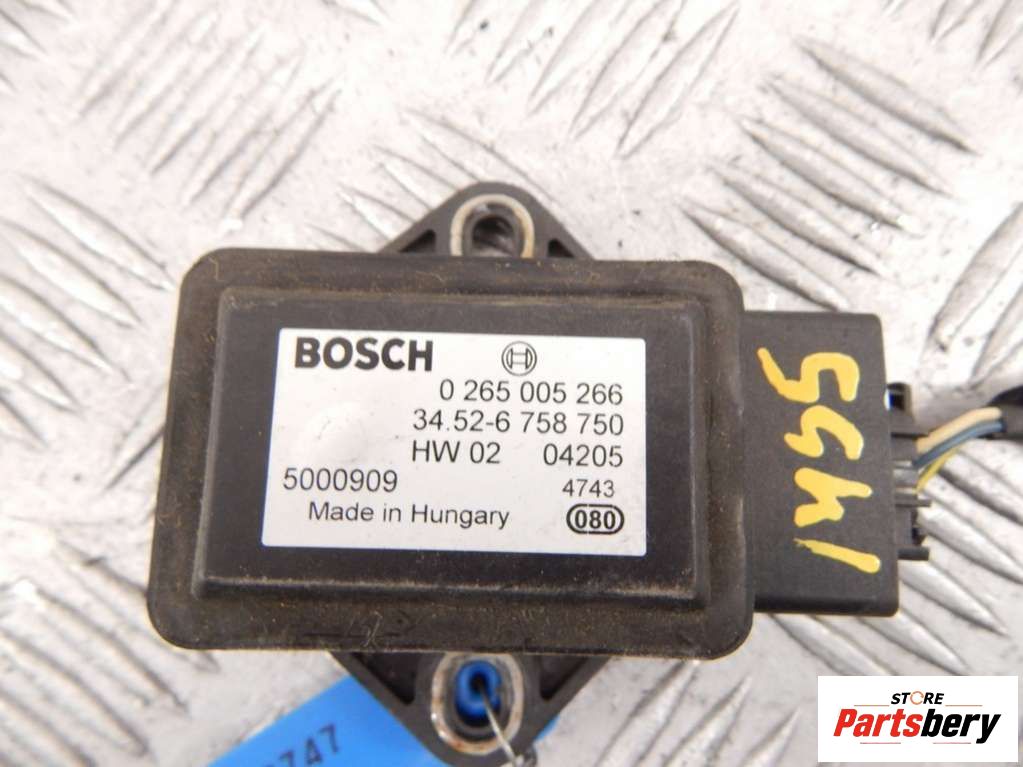 BOSCH
0 265 005 266
34.52-6 758 750
HW 02 04205
5000909 4743
Made in Hungary 080
1455
STORE
Partsbery